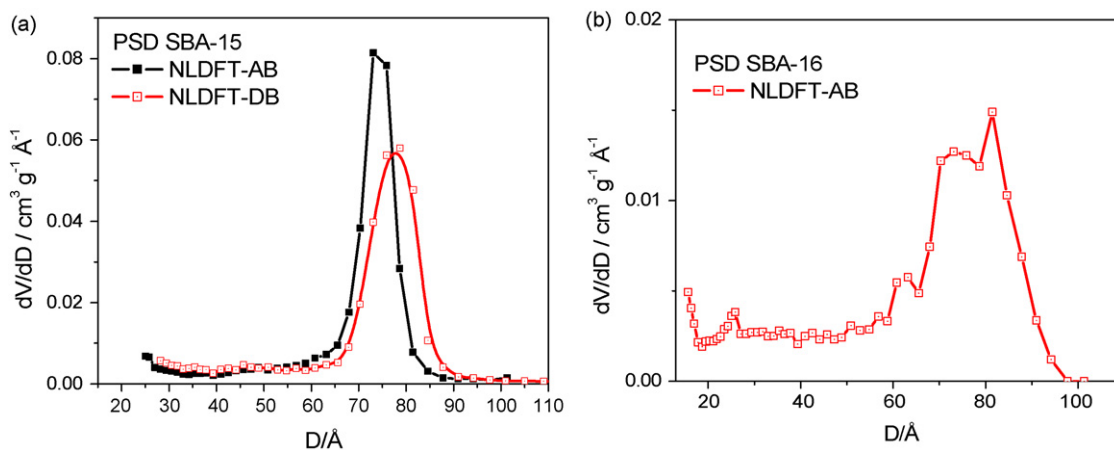 (a)
PSD SBA-15
NLDFT-AB
NLDFT-DB
0.08
0.06
0.04
0.02
0.00
dV/dD / cm³ g⁻¹ Å⁻¹
20 30 40 50 60 70 80 90 100 110
D/Å
(b)
PSD SBA-16
NLDFT-AB
0.02
0.01
0.00
dV/dD / cm³ g⁻¹ Å⁻¹
20 40 60 80 100
D/Å